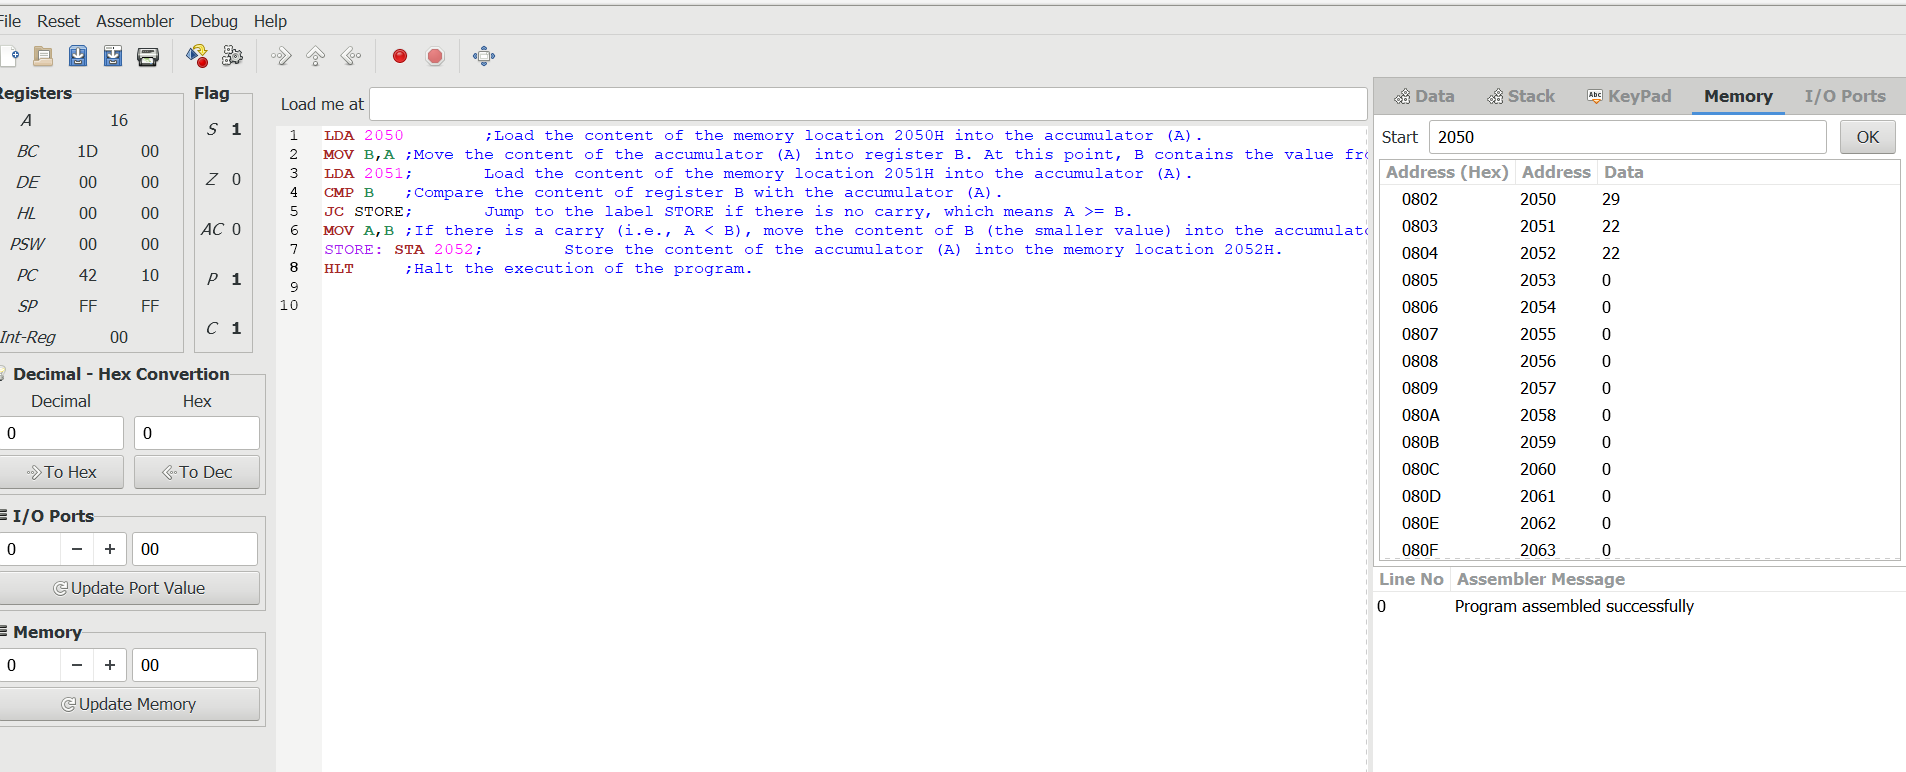 File Reset Assembler Debug Help
Registers
A 16
BC 1D 00
DE 00 00
HL 00 00
PSW 00 00
PC 42 10
SP FF FF
Int-Reg 00
Flag
S 1
Z 0
AC 0
P 1
C 1
Decimal - Hex Convertion
Decimal Hex
0 0
To Hex To Dec
I/O Ports
0 − + 00
Update Port Value
Memory
0 − + 00
Update Memory
Load me at
1 LDA 2050 ;Load the content of the memory location 2050H into the accumulator (A).
2 MOV B,A ;Move the content of the accumulator (A) into register B. At this point, B contains the value fr
3 LDA 2051; Load the content of the memory location 2051H into the accumulator (A).
4 CMP B ;Compare the content of register B with the accumulator (A).
5 JC STORE; Jump to the label STORE if there is no carry, which means A >= B.
6 MOV A,B ;If there is a carry (i.e., A < B), move the content of B (the smaller value) into the accumulat
7 STORE: STA 2052; Store the content of the accumulator (A) into the memory location 2052H.
8 HLT ;Halt the execution of the program.
9
10
Data Stack Abc KeyPad Memory I/O Ports
Start 2050 OK
Address (Hex) Address Data
0802 2050 29
0803 2051 22
0804 2052 22
0805 2053 0
0806 2054 0
0807 2055 0
0808 2056 0
0809 2057 0
080A 2058 0
080B 2059 0
080C 2060 0
080D 2061 0
080E 2062 0
080F 2063 0
Line No Assembler Message
0 Program assembled successfully